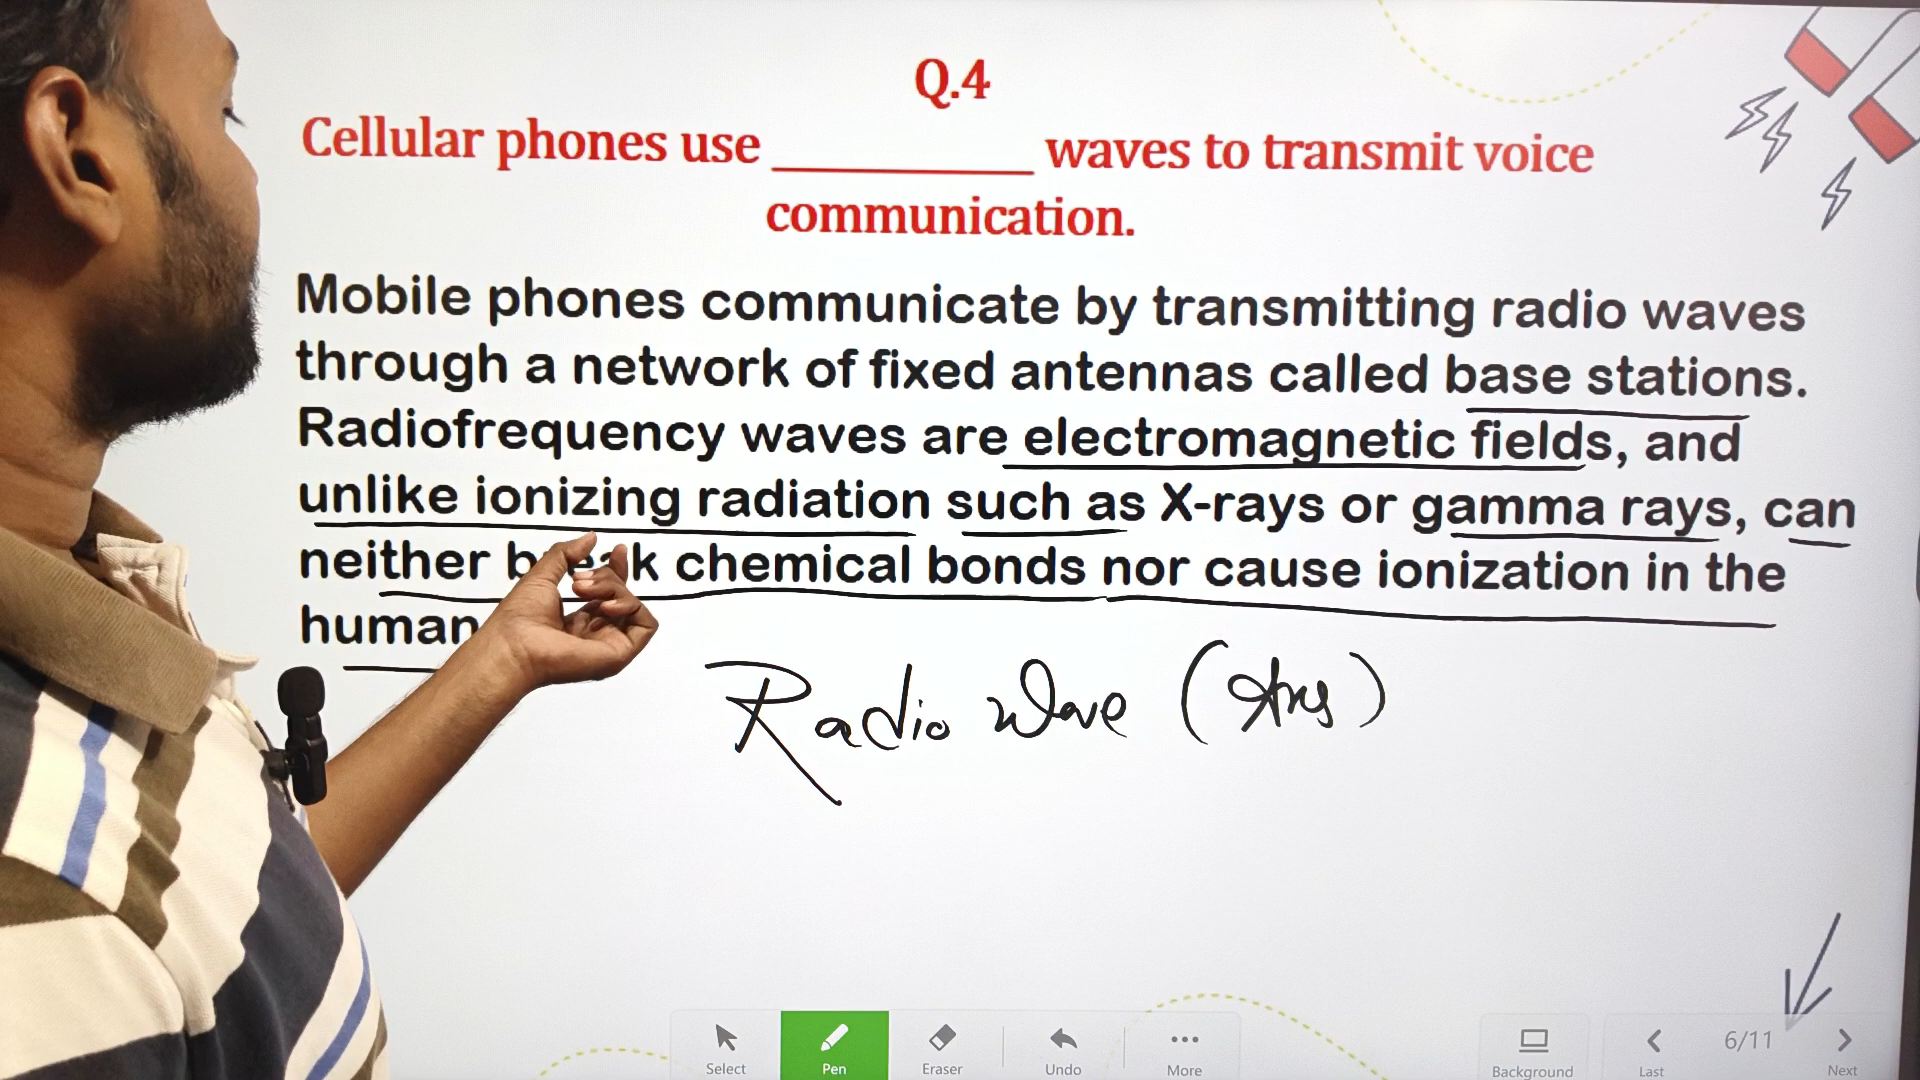 Q.4
Cellular phones use __________ waves to transmit voice
communication.
Mobile phones communicate by transmitting radio waves
through a network of fixed antennas called base stations.
Radiofrequency waves are electromagnetic fields, and
unlike ionizing radiation such as X-rays or gamma rays, can
neither break chemical bonds nor cause ionization in the
human
Radio wave (Ans)
Select Pen Eraser Undo More Background Last 6/11 Next